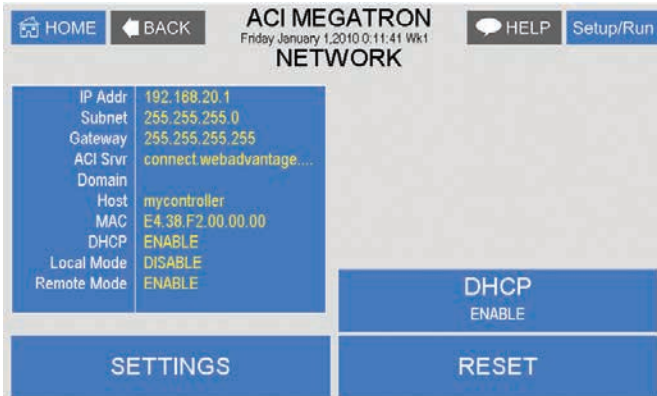 HOME
BACK
ACI MEGATRON
Friday January 1,2010 0:11:41 Wk1
NETWORK
HELP
Setup/Run
IP Addr 192.168.20.1
Subnet 255.255.255.0
Gateway 255.255.255.255
ACI Srvr connect.webadvantage....
Domain
Host mycontroller
MAC E4.38.F2.00.00.00
DHCP ENABLE
Local Mode DISABLE
Remote Mode ENABLE
DHCP
ENABLE
SETTINGS
RESET